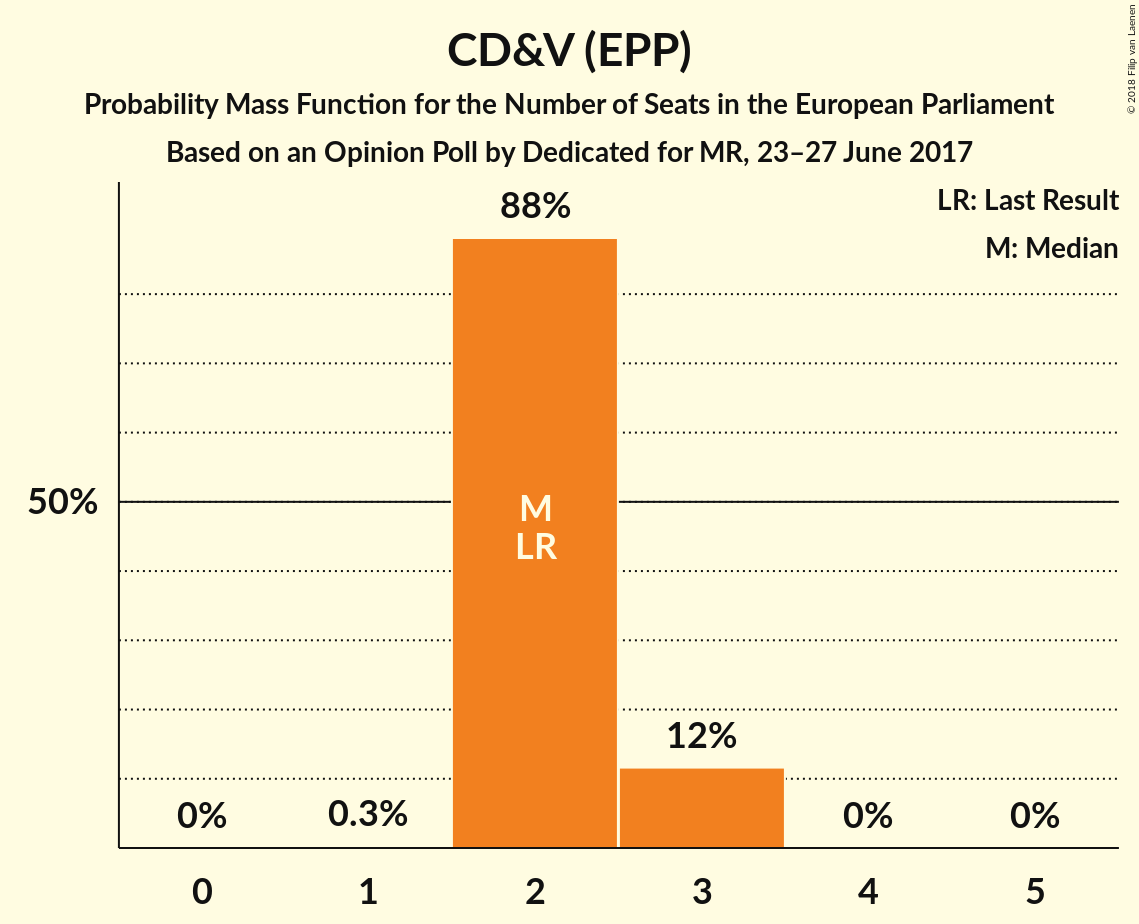 CD&V (EPP)
Probability Mass Function for the Number of Seats in the European Parliament
Based on an Opinion Poll by Dedicated for MR, 23–27 June 2017
© 2018 Filip van Laenen
LR: Last Result
M: Median
88%
50%
M
LR
12%
0%
0.3%
0%
0%
0
1
2
3
4
5